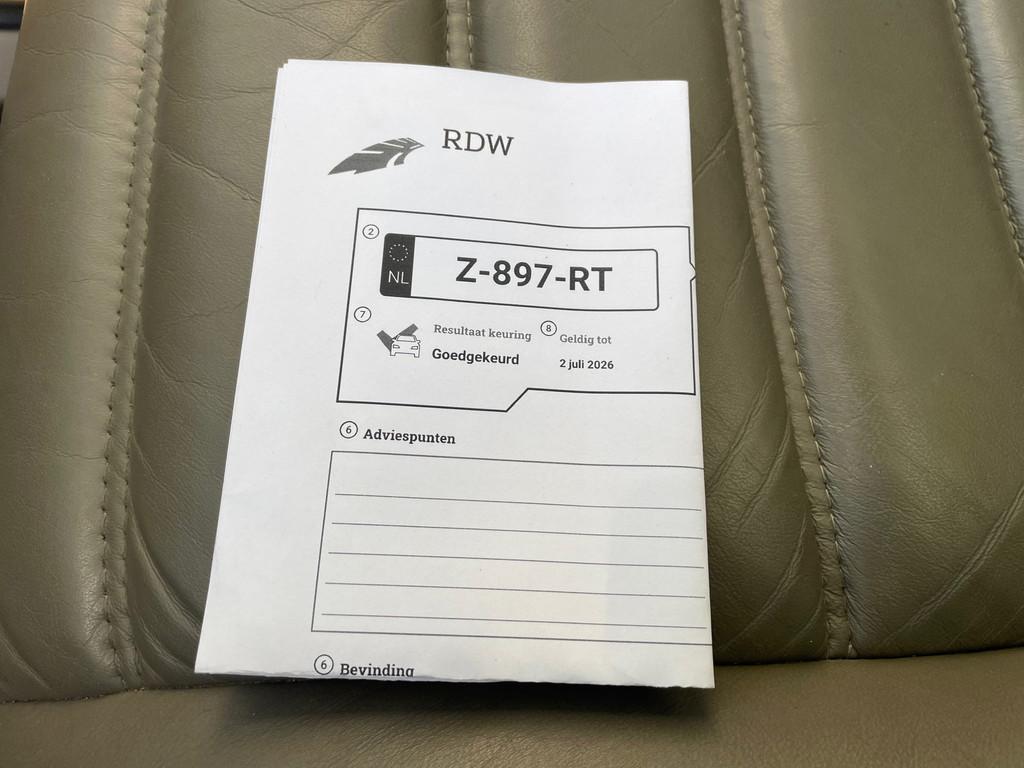 RDW
2
NL
Z-897-RT
7
Resultaat keuring
Goedgekeurd
8
Geldig tot
2 juli 2026
6 Adviespunten
6 Bevinding